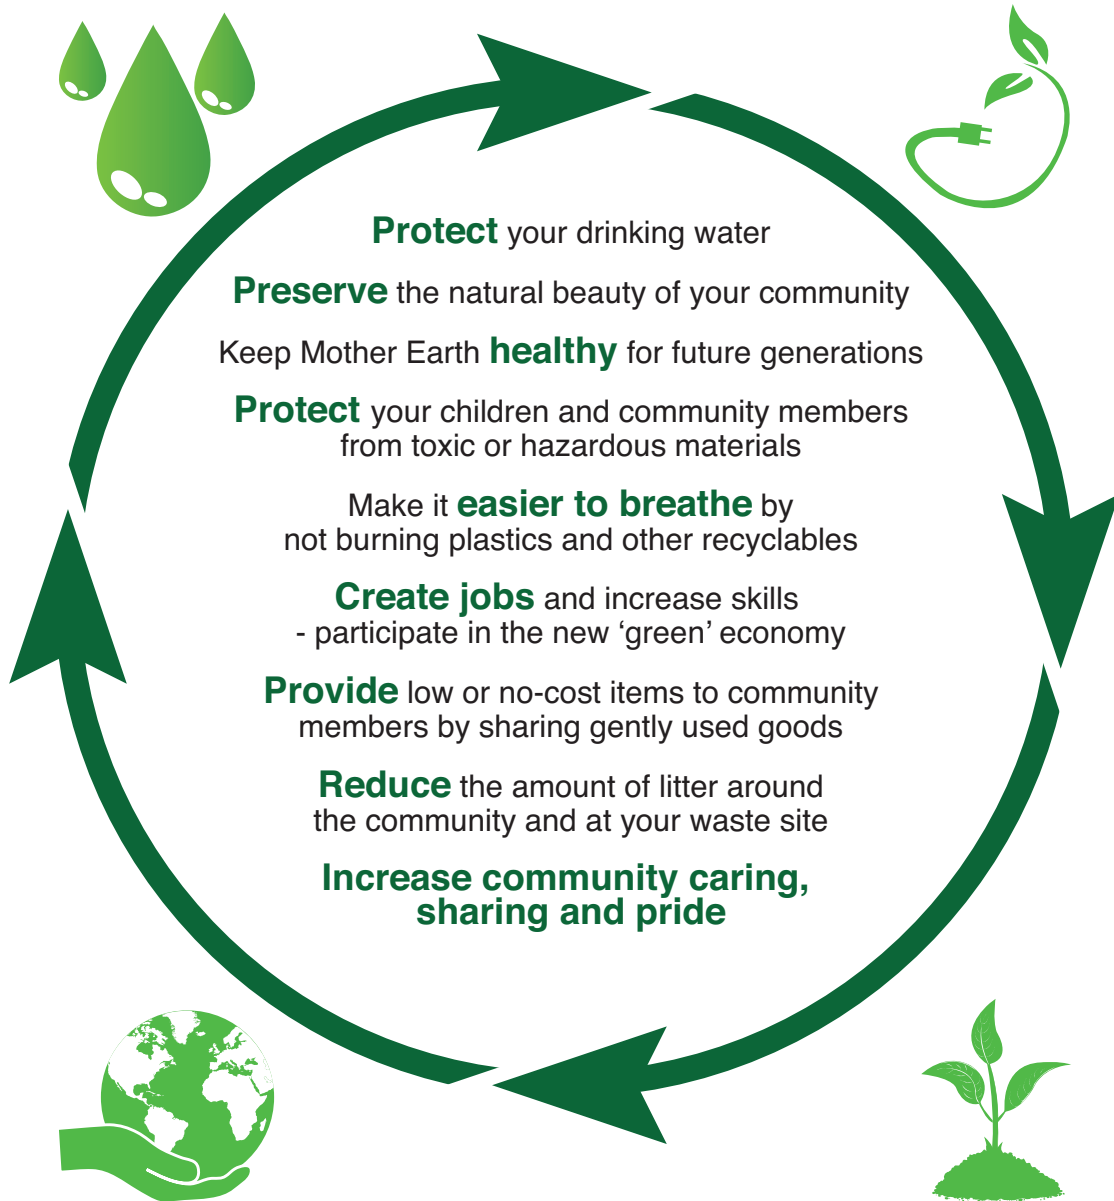 Protect your drinking water
Preserve the natural beauty of your community
Keep Mother Earth healthy for future generations
Protect your children and community members
from toxic or hazardous materials
Make it easier to breathe by
not burning plastics and other recyclables
Create jobs and increase skills
- participate in the new ‘green’ economy
Provide low or no-cost items to community
members by sharing gently used goods
Reduce the amount of litter around
the community and at your waste site
Increase community caring,
sharing and pride